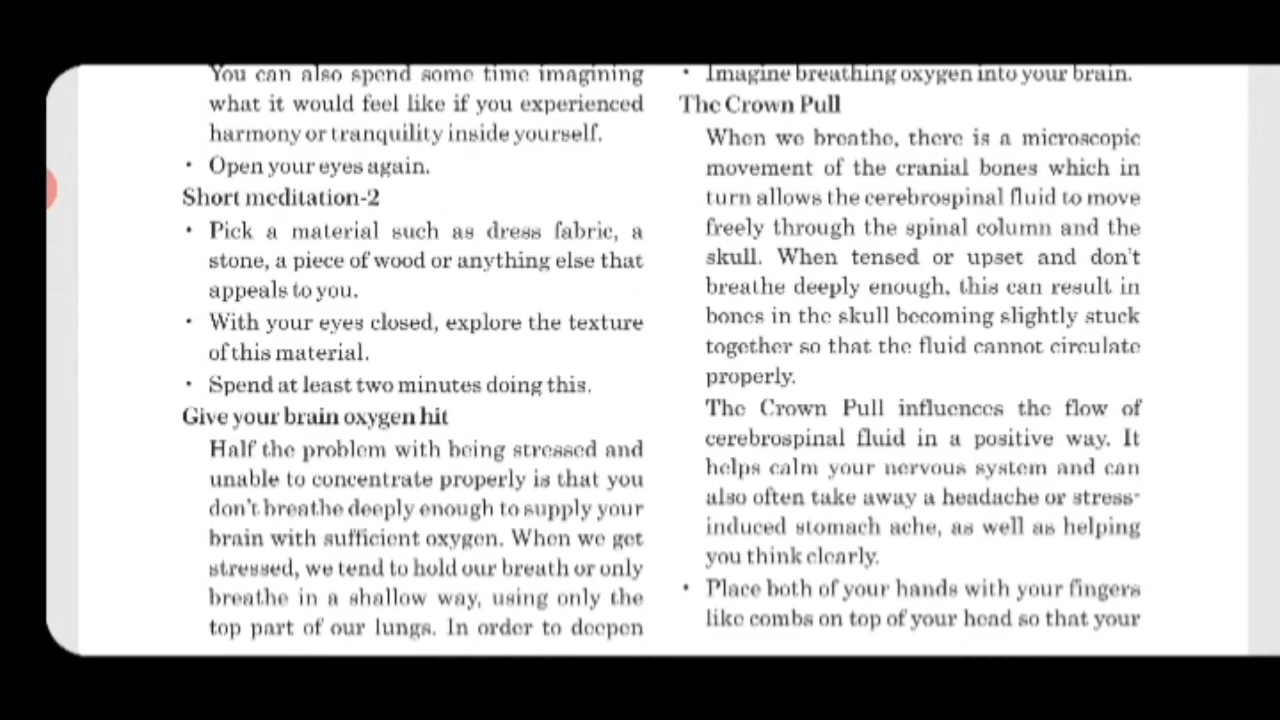 You can also spend some time imagining
what it would feel like if you experienced
harmony or tranquility inside yourself.
• Open your eyes again.
Short meditation-2
• Pick a material such as dress fabric, a
stone, a piece of wood or anything else that
appeals to you.
• With your eyes closed, explore the texture
of this material.
• Spend at least two minutes doing this.
Give your brain oxygen hit
Half the problem with being stressed and
unable to concentrate properly is that you
don't breathe deeply enough to supply your
brain with sufficient oxygen. When we get
stressed, we tend to hold our breath or only
breathe in a shallow way, using only the
top part of our lungs. In order to deepen
• Imagine breathing oxygen into your brain.
The Crown Pull
When we breathe, there is a microscopic
movement of the cranial bones which in
turn allows the cerebrospinal fluid to move
freely through the spinal column and the
skull. When tensed or upset and don't
breathe deeply enough, this can result in
bones in the skull becoming slightly stuck
together so that the fluid cannot circulate
properly.
The Crown Pull influences the flow of
cerebrospinal fluid in a positive way. It
helps calm your nervous system and can
also often take away a headache or stress-
induced stomach ache, as well as helping
you think clearly.
• Place both of your hands with your fingers
like combs on top of your head so that your